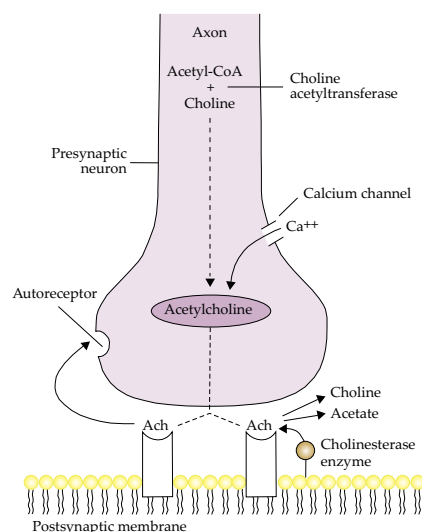 Axon
Acetyl-CoA
+
Choline
Choline
acetyltransferase
Presynaptic
neuron
Calcium channel
Ca++
Autoreceptor
Acetylcholine
Choline
Ach
Ach
Acetate
Cholinesterase
enzyme
Postsynaptic membrane